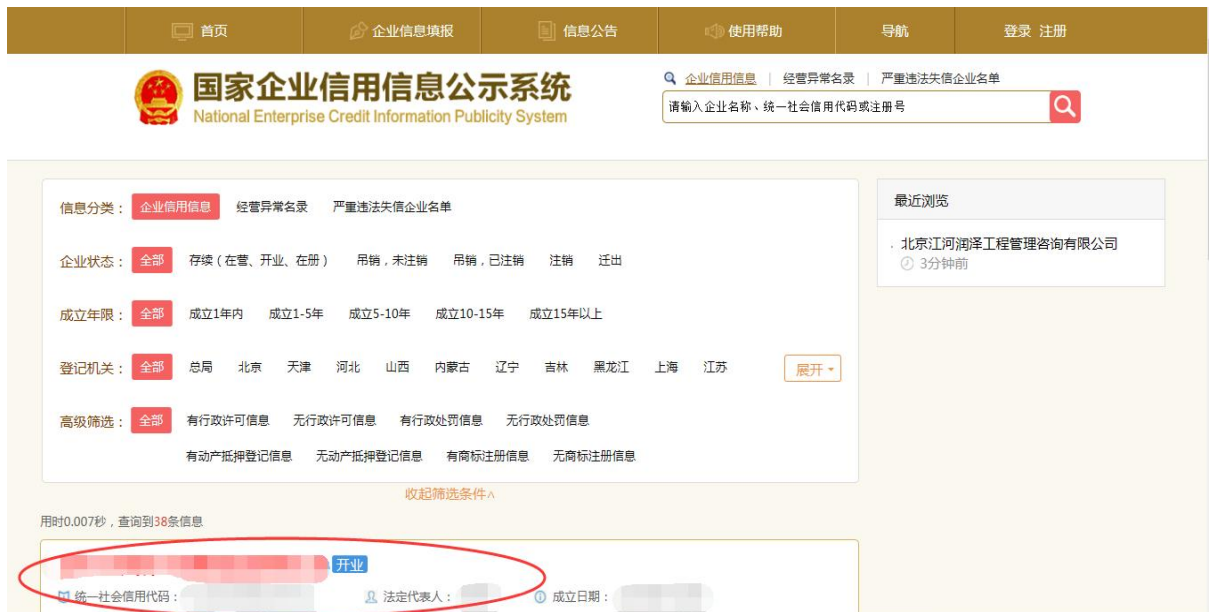 首页 企业信息填报 信息公告 使用帮助 导航 登录 注册
国家企业信用信息公示系统
National Enterprise Credit Information Publicity System
企业信用信息 | 经营异常名录 | 严重违法失信企业名单
请输入企业名称、统一社会信用代码或注册号
信息分类： 企业信用信息 经营异常名录 严重违法失信企业名单
企业状态： 全部 存续（在营、开业、在册） 吊销，未注销 吊销，已注销 注销 迁出
成立年限： 全部 成立1年内 成立1-5年 成立5-10年 成立10-15年 成立15年以上
登记机关： 全部 总局 北京 天津 河北 山西 内蒙古 辽宁 吉林 黑龙江 上海 江苏 展开
高级筛选： 全部 有行政许可信息 无行政许可信息 有行政处罚信息 无行政处罚信息
有动产抵押登记信息 无动产抵押登记信息 有商标注册信息 无商标注册信息
收起筛选条件
最近浏览
北京江河润泽工程管理咨询有限公司
3分钟前
用时0.007秒，查询到38条信息
开业
统一社会信用代码： 法定代表人： 成立日期：